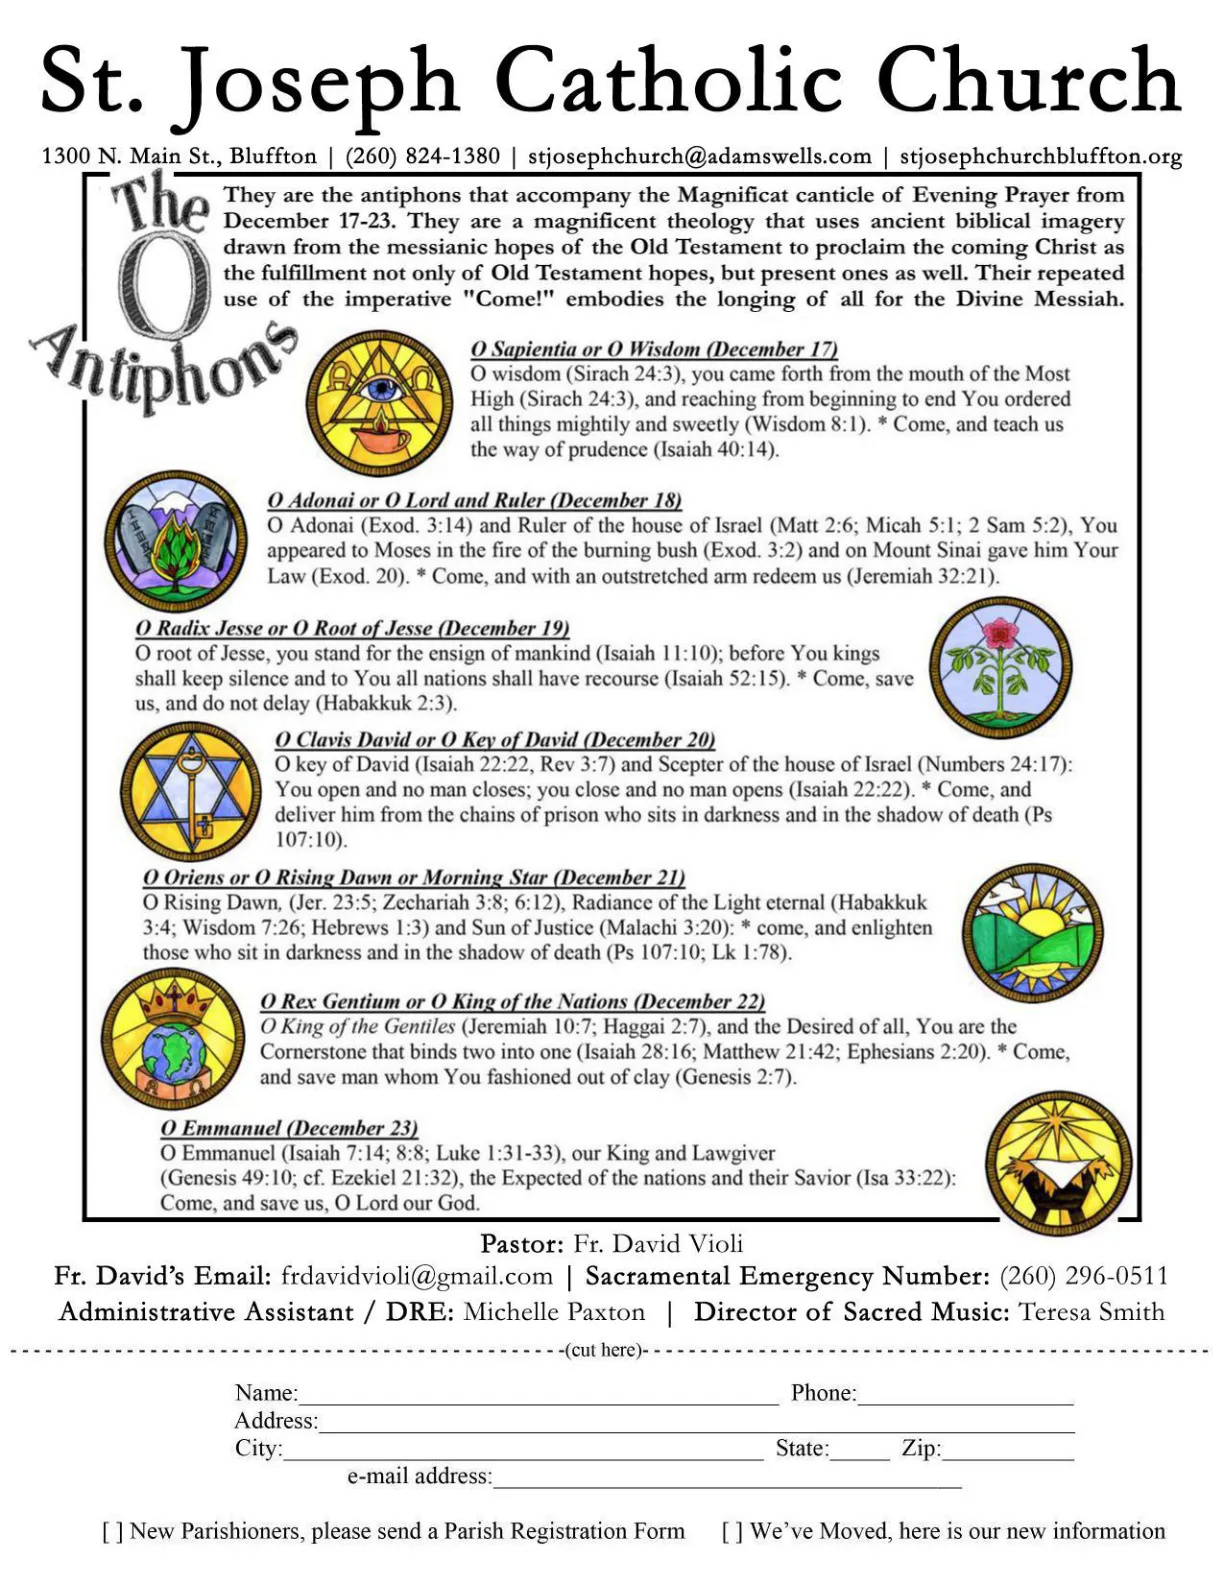 St. Joseph Catholic Church
1300 N. Main St., Bluffton | (260) 824-1380 | stjosephchurch@adamswells.com | stjosephchurchbluffton.org
The
O
Antiphons
They are the antiphons that accompany the Magnificat canticle of Evening Prayer from
December 17-23. They are a magnificent theology that uses ancient biblical imagery
drawn from the messianic hopes of the Old Testament to proclaim the coming Christ as
the fulfillment not only of Old Testament hopes, but present ones as well. Their repeated
use of the imperative "Come!" embodies the longing of all for the Divine Messiah.
O Sapientia or O Wisdom (December 17)
O wisdom (Sirach 24:3), you came forth from the mouth of the Most
High (Sirach 24:3), and reaching from beginning to end You ordered
all things mightily and sweetly (Wisdom 8:1). * Come, and teach us
the way of prudence (Isaiah 40:14).
O Adonai or O Lord and Ruler (December 18)
O Adonai (Exod. 3:14) and Ruler of the house of Israel (Matt 2:6; Micah 5:1; 2 Sam 5:2), You
appeared to Moses in the fire of the burning bush (Exod. 3:2) and on Mount Sinai gave him Your
Law (Exod. 20). * Come, and with an outstretched arm redeem us (Jeremiah 32:21).
O Radix Jesse or O Root of Jesse (December 19)
O root of Jesse, you stand for the ensign of mankind (Isaiah 11:10); before You kings
shall keep silence and to You all nations shall have recourse (Isaiah 52:15). * Come, save
us, and do not delay (Habakkuk 2:3).
O Clavis David or O Key of David (December 20)
O key of David (Isaiah 22:22, Rev 3:7) and Scepter of the house of Israel (Numbers 24:17):
You open and no man closes; you close and no man opens (Isaiah 22:22). * Come, and
deliver him from the chains of prison who sits in darkness and in the shadow of death (Ps
107:10).
O Oriens or O Rising Dawn or Morning Star (December 21)
O Rising Dawn, (Jer. 23:5; Zechariah 3:8; 6:12), Radiance of the Light eternal (Habakkuk
3:4; Wisdom 7:26; Hebrews 1:3) and Sun of Justice (Malachi 3:20): * come, and enlighten
those who sit in darkness and in the shadow of death (Ps 107:10; Lk 1:78).
O Rex Gentium or O King of the Nations (December 22)
O King of the Gentiles (Jeremiah 10:7; Haggai 2:7), and the Desired of all, You are the
Cornerstone that binds two into one (Isaiah 28:16; Matthew 21:42; Ephesians 2:20). * Come,
and save man whom You fashioned out of clay (Genesis 2:7).
O Emmanuel (December 23)
O Emmanuel (Isaiah 7:14; 8:8; Luke 1:31-33), our King and Lawgiver
(Genesis 49:10; cf. Ezekiel 21:32), the Expected of the nations and their Savior (Isa 33:22):
Come, and save us, O Lord our God.
Pastor: Fr. David Violi
Fr. David's Email: frdavidvioli@gmail.com | Sacramental Emergency Number: (260) 296-0511
Administrative Assistant / DRE: Michelle Paxton | Director of Sacred Music: Teresa Smith
(cut here)
Name: Phone:
Address:
City: State: Zip:
e-mail address:
[ ] New Parishioners, please send a Parish Registration Form [ ] We've Moved, here is our new information